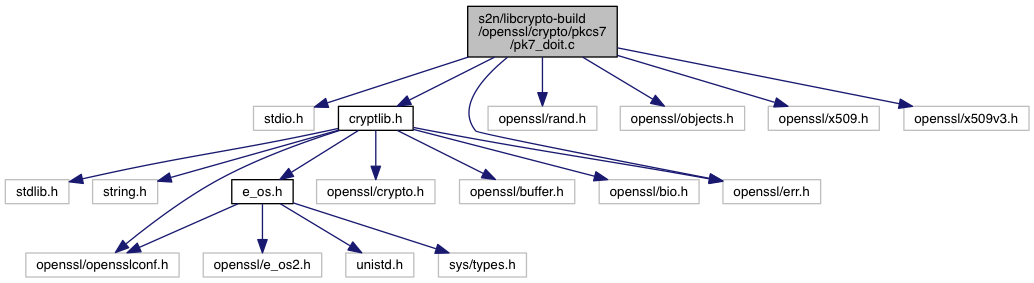 s2n/libcrypto-build
/openssl/crypto/pkcs7
/pk7_doit.c
stdio.h
cryptlib.h
openssl/rand.h
openssl/objects.h
openssl/x509.h
openssl/x509v3.h
stdlib.h
string.h
e_os.h
openssl/crypto.h
openssl/buffer.h
openssl/bio.h
openssl/err.h
openssl/opensslconf.h
openssl/e_os2.h
unistd.h
sys/types.h